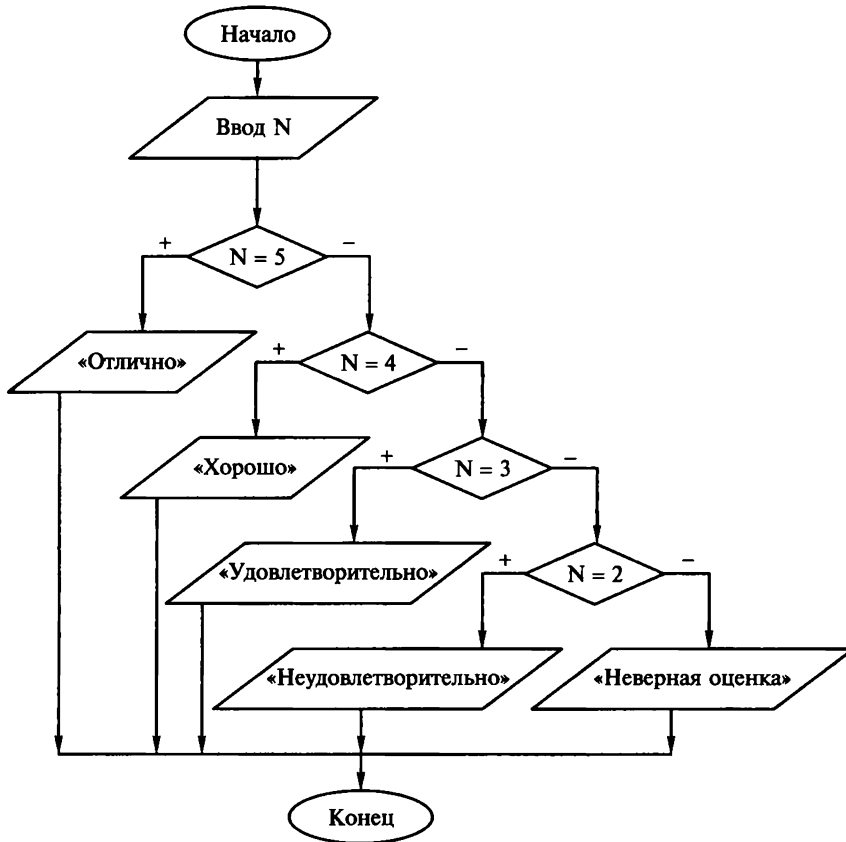 Начало
Ввод N
+ −
N = 5
«Отлично»
+ −
N = 4
«Хорошо»
+ −
N = 3
«Удовлетворительно»
+ −
N = 2
«Неудовлетворительно»
«Неверная оценка»
Конец